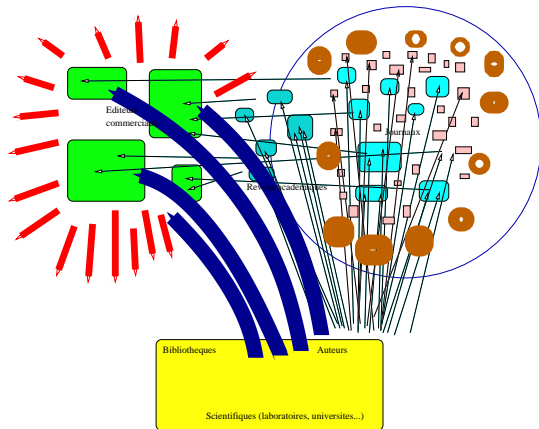 Editeurs
commerciaux
Journaux
Revues academiques
Bibliotheques
Auteurs
Scientifiques (laboratoires, universites...)